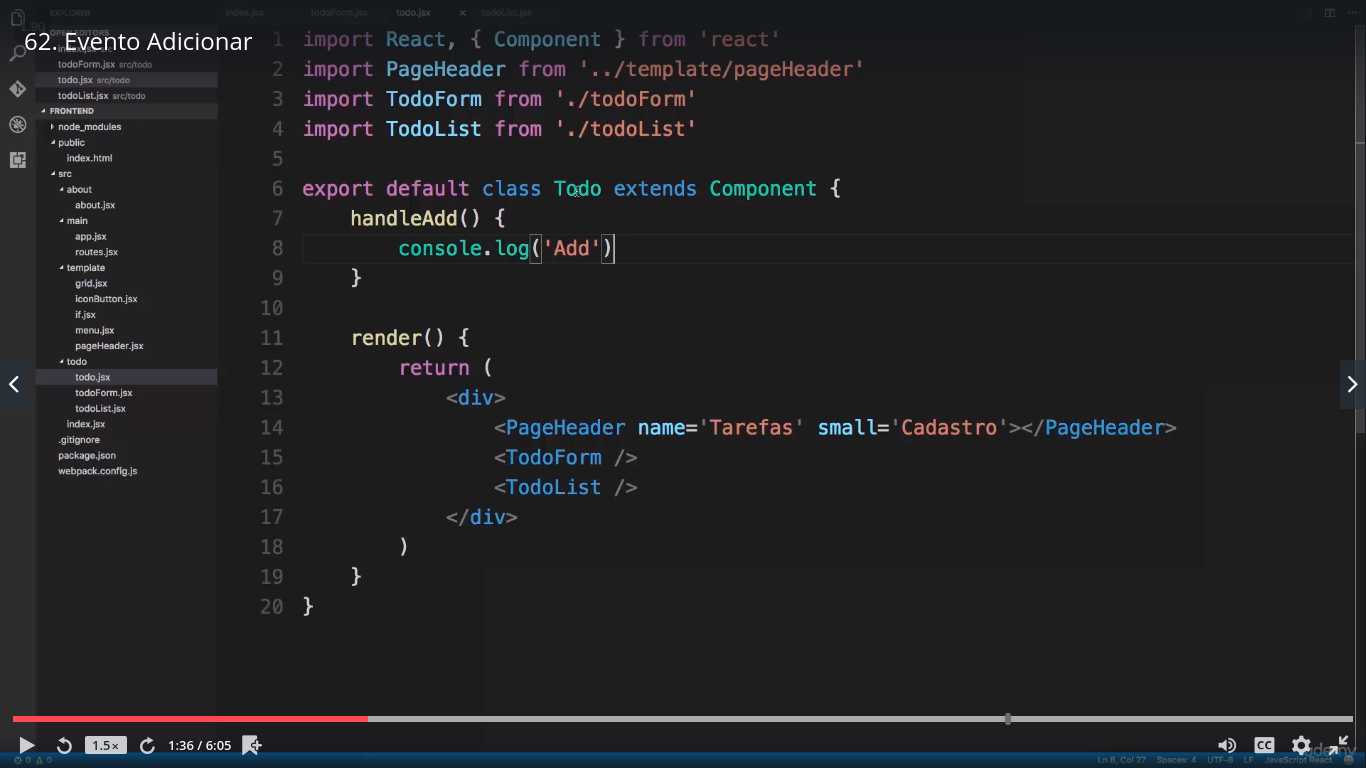 EXPLORER
index.jsx
todoForm.jsx
todo.jsx
todoList.jsx
62. Evento Adicionar
OPEN EDITORS
index.jsx src
todoForm.jsx src/todo
todo.jsx src/todo
todoList.jsx src/todo
FRONTEND
node_modules
public
index.html
src
about
about.jsx
main
app.jsx
routes.jsx
template
grid.jsx
iconButton.jsx
if.jsx
menu.jsx
pageHeader.jsx
todo
todo.jsx
todoForm.jsx
todoList.jsx
index.jsx
.gitignore
package.json
webpack.config.js
1 import React, { Component } from 'react'
2 import PageHeader from '../template/pageHeader'
3 import TodoForm from './todoForm'
4 import TodoList from './todoList'
5
6 export default class Todo extends Component {
7 handleAdd() {
8 console.log('Add')
9 }
10
11 render() {
12 return (
13 <div>
14 <PageHeader name='Tarefas' small='Cadastro'></PageHeader>
15 <TodoForm />
16 <TodoList />
17 </div>
18 )
19 }
20 }
1.5×
1:36 / 6:05
CC
udemy
0 0
Ln 8, Col 27
Spaces: 4
UTF-8
LF
JavaScript React